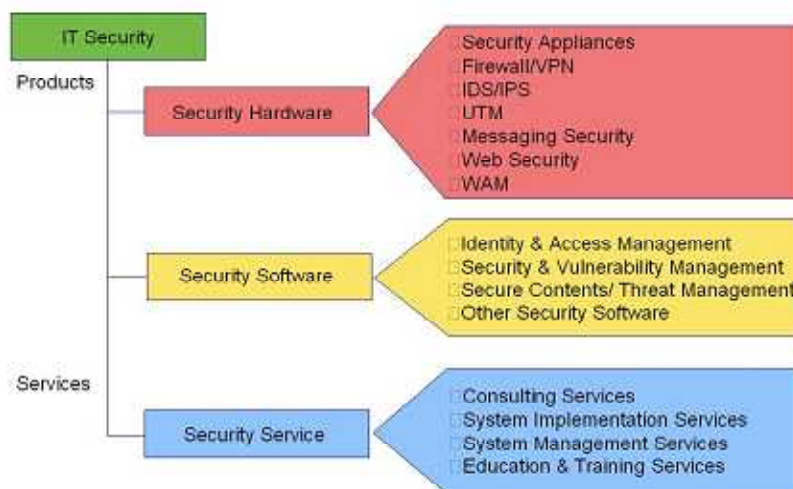 IT Security
Products
Security Hardware
Security Appliances
Firewall/VPN
IDS/IPS
UTM
Messaging Security
Web Security
WAM
Security Software
Identity & Access Management
Security & Vulnerability Management
Secure Contents/ Threat Management
Other Security Software
Services
Security Service
Consulting Services
System Implementation Services
System Management Services
Education & Training Services